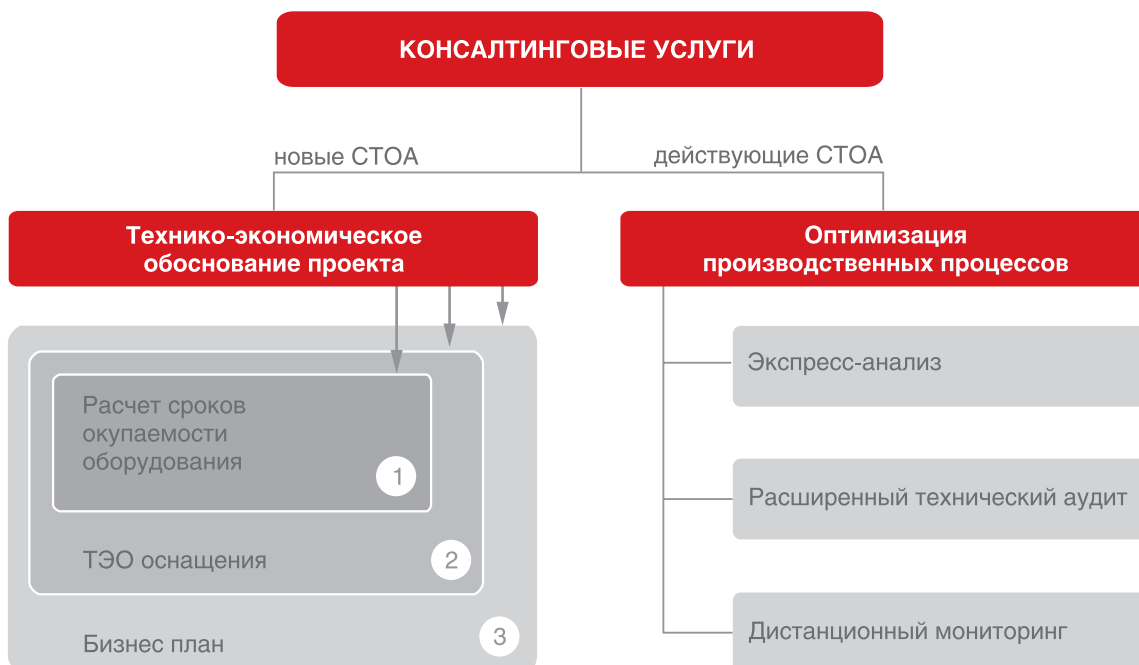 КОНСАЛТИНГОВЫЕ УСЛУГИ
новые СТОА
действующие СТОА
Технико-экономическое
обоснование проекта
Расчет сроков
окупаемости
оборудования
1
ТЭО оснащения
2
Бизнес план
3
Оптимизация
производственных процессов
Экспресс-анализ
Расширенный технический аудит
Дистанционный мониторинг